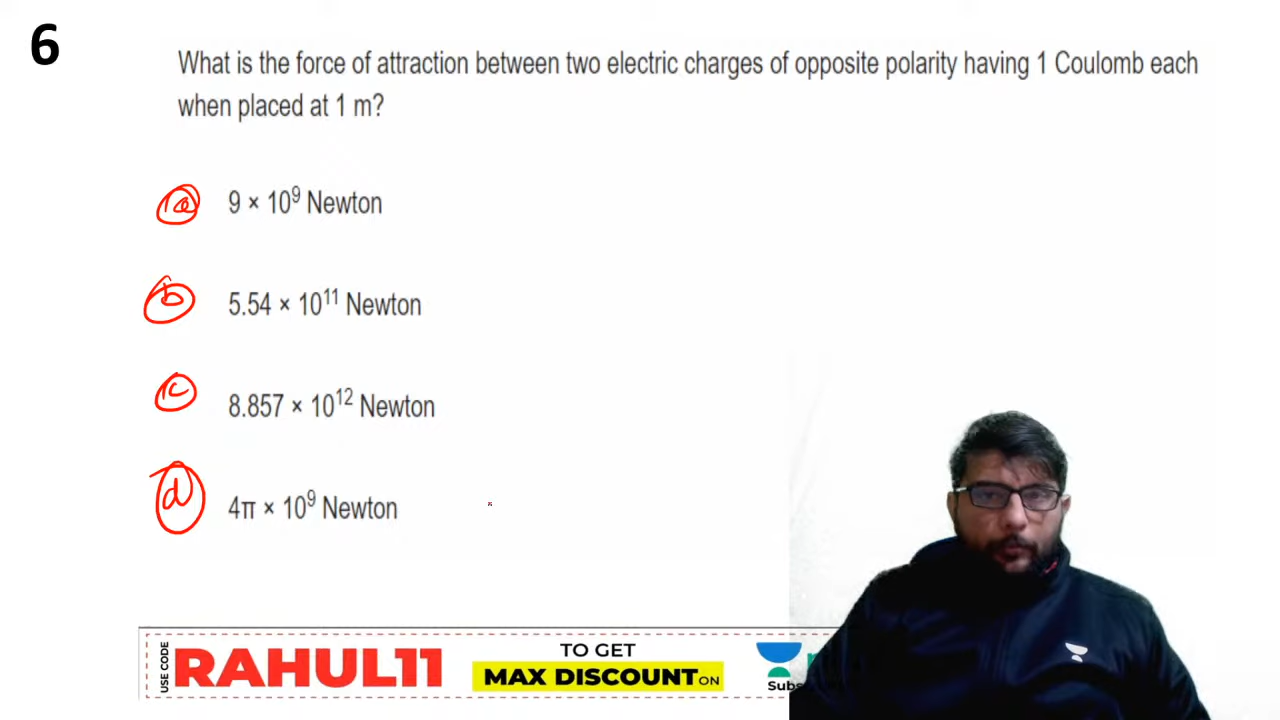 6
What is the force of attraction between two electric charges of opposite polarity having 1 Coulomb each
when placed at 1 m?
a 9 × 10⁹ Newton
b 5.54 × 10¹¹ Newton
c 8.857 × 10¹² Newton
d 4π × 10⁹ Newton
USE CODE
RAHUL11
TO GET
MAX DISCOUNT ON